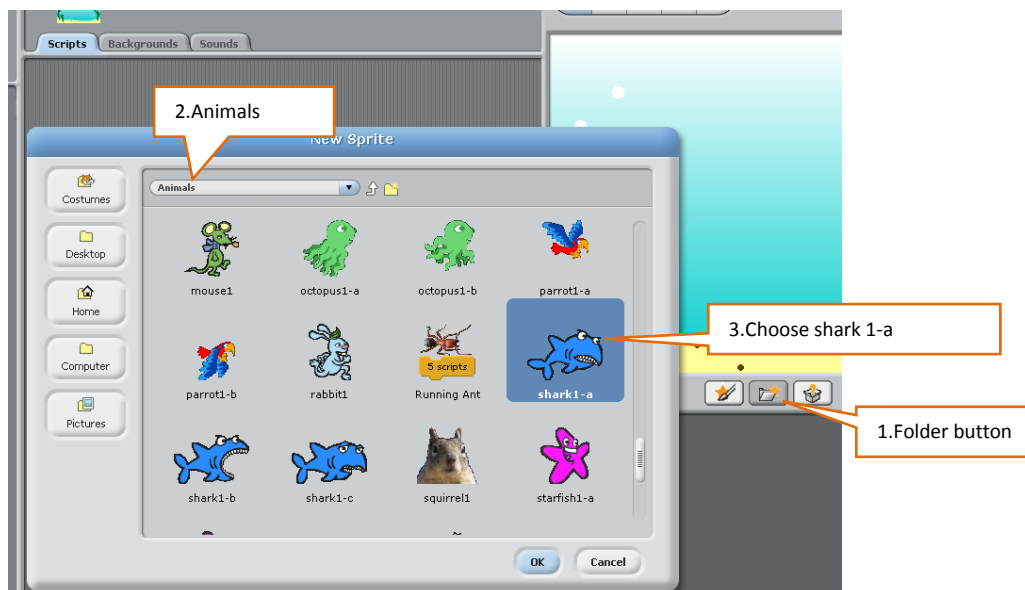 Scripts Backgrounds Sounds
2.Animals
New Sprite
Animals
Costumes
Desktop
Home
Computer
Pictures
mouse1 octopus1-a octopus1-b parrot1-a
parrot1-b rabbit1 5 scripts Running Ant shark1-a
shark1-b shark1-c squirrel1 starfish1-a
3.Choose shark 1-a
1.Folder button
OK Cancel